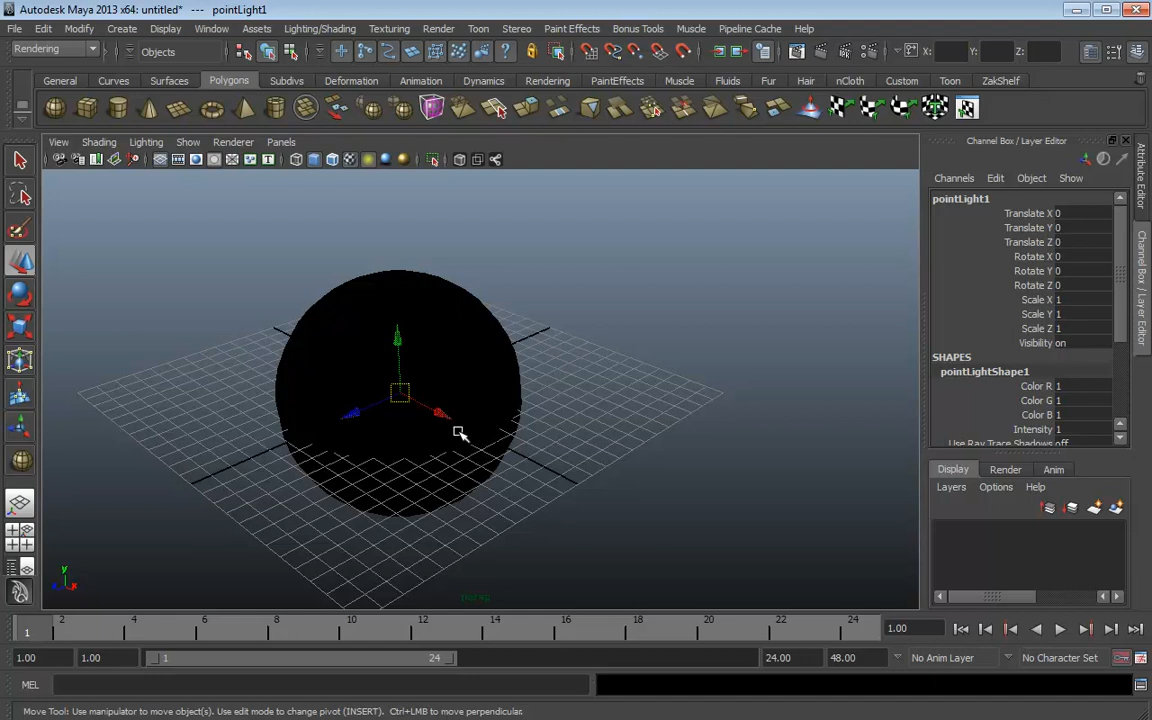 Autodesk Maya 2013 x64: untitled*   ---   pointLight1
File Edit Modify Create Display Window Assets Lighting/Shading Texturing Render Toon Stereo Paint Effects Bonus Tools Muscle Pipeline Cache Help
Rendering Objects X: Y: Z:
General Curves Surfaces Polygons Subdivs Deformation Animation Dynamics Rendering PaintEffects Muscle Fluids Fur Hair nCloth Custom Toon ZakShelf
View Shading Lighting Show Renderer Panels
Channel Box / Layer Editor
Channels Edit Object Show
pointLight1
Translate X 0
Translate Y 0
Translate Z 0
Rotate X 0
Rotate Y 0
Rotate Z 0
Scale X 1
Scale Y 1
Scale Z 1
Visibility on
SHAPES
pointLightShape1
Color R 1
Color G 1
Color B 1
Intensity 1
Use Ray Trace Shadows off
Display Render Anim
Layers Options Help
Attribute Editor
Channel Box / Layer Editor
y
x
persp
1 2 4 6 8 10 12 14 16 18 20 22 24 1.00
1.00 1.00 1 24 24.00 48.00 No Anim Layer No Character Set
MEL
Move Tool: Use manipulator to move object(s). Use edit mode to change pivot (INSERT). Ctrl+LMB to move perpendicular.